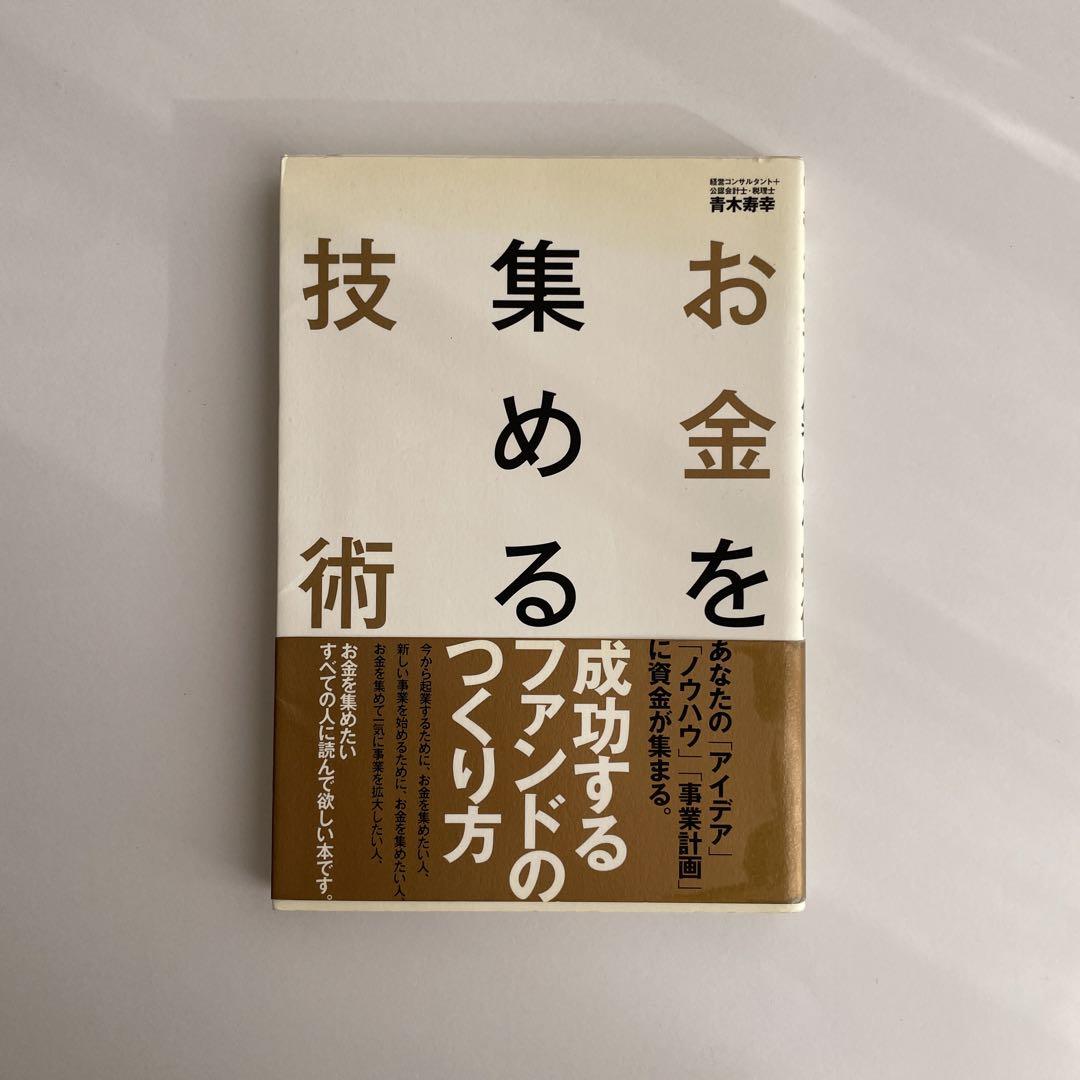 経営コンサルタント+
公認会計士・税理士
青木寿幸
お金を
集める
技術
あなたの「アイデア」
「ノウハウ」「事業計画」
に資金が集まる。
成功する
ファンドの
つくり方
今から起業するために、お金を集めたい人、
新しい事業を始めるために、お金を集めたい人、
お金を集めて一気に事業を拡大したい人、
お金を集めたい
すべての人に読んで欲しい本です。